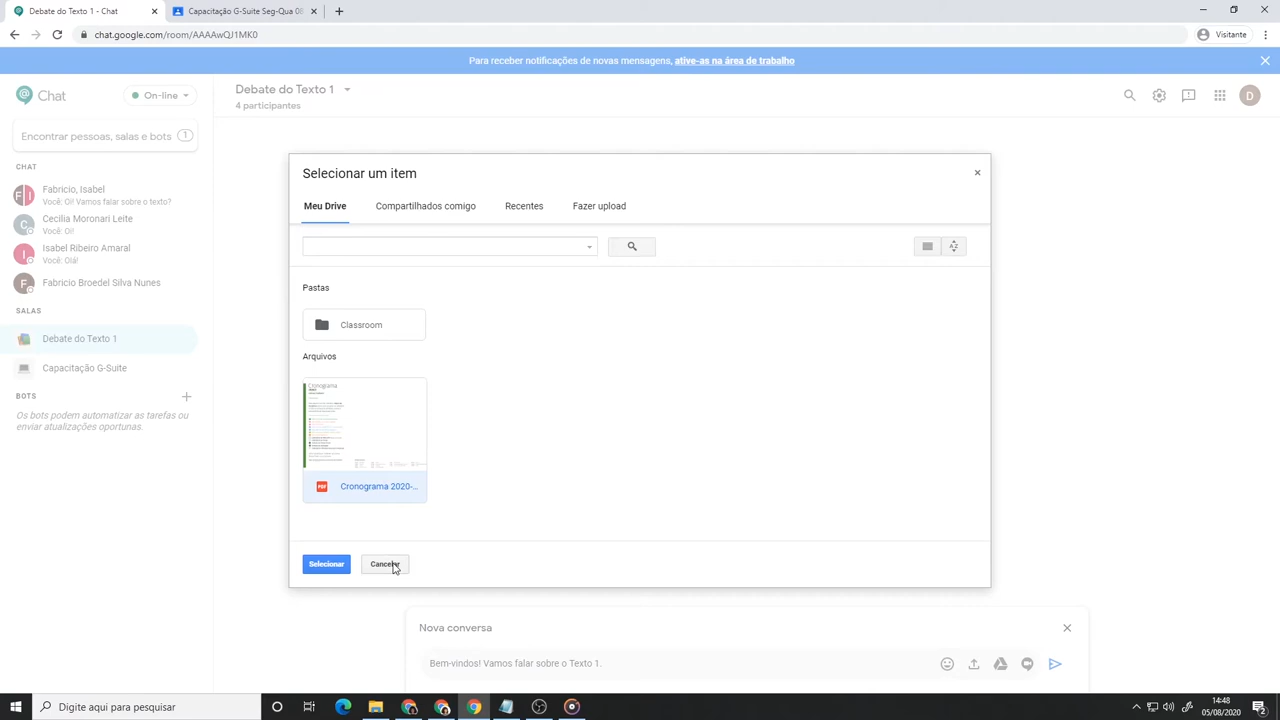 Debate do Texto 1 - Chat
Capacitação G-Suite Seg-Qua 08
chat.google.com/room/AAAAwQJ1MK0
Visitante
Para receber notificações de novas mensagens, ative-as na área de trabalho
Chat
On-line
Debate do Texto 1
4 participantes
D
Encontrar pessoas, salas e bots
1
CHAT
Fabricio, Isabel
Você: Oi! Vamos falar sobre o texto?
Cecilia Moronari Leite
Você: Oi!
Isabel Ribeiro Amaral
Você: Olá!
Fabricio Broedel Silva Nunes
SALAS
Debate do Texto 1
Capacitação G-Suite
BOTS
Os bots podem automatizar as tarefas ou
enviar atualizações oportunas.
Selecionar um item
Meu Drive
Compartilhados comigo
Recentes
Fazer upload
Pastas
Classroom
Arquivos
Cronograma
PDF
Cronograma 2020-...
Selecionar
Cancelar
Nova conversa
Bem-vindos! Vamos falar sobre o Texto 1.
Digite aqui para pesquisar
14:48
05/08/2020